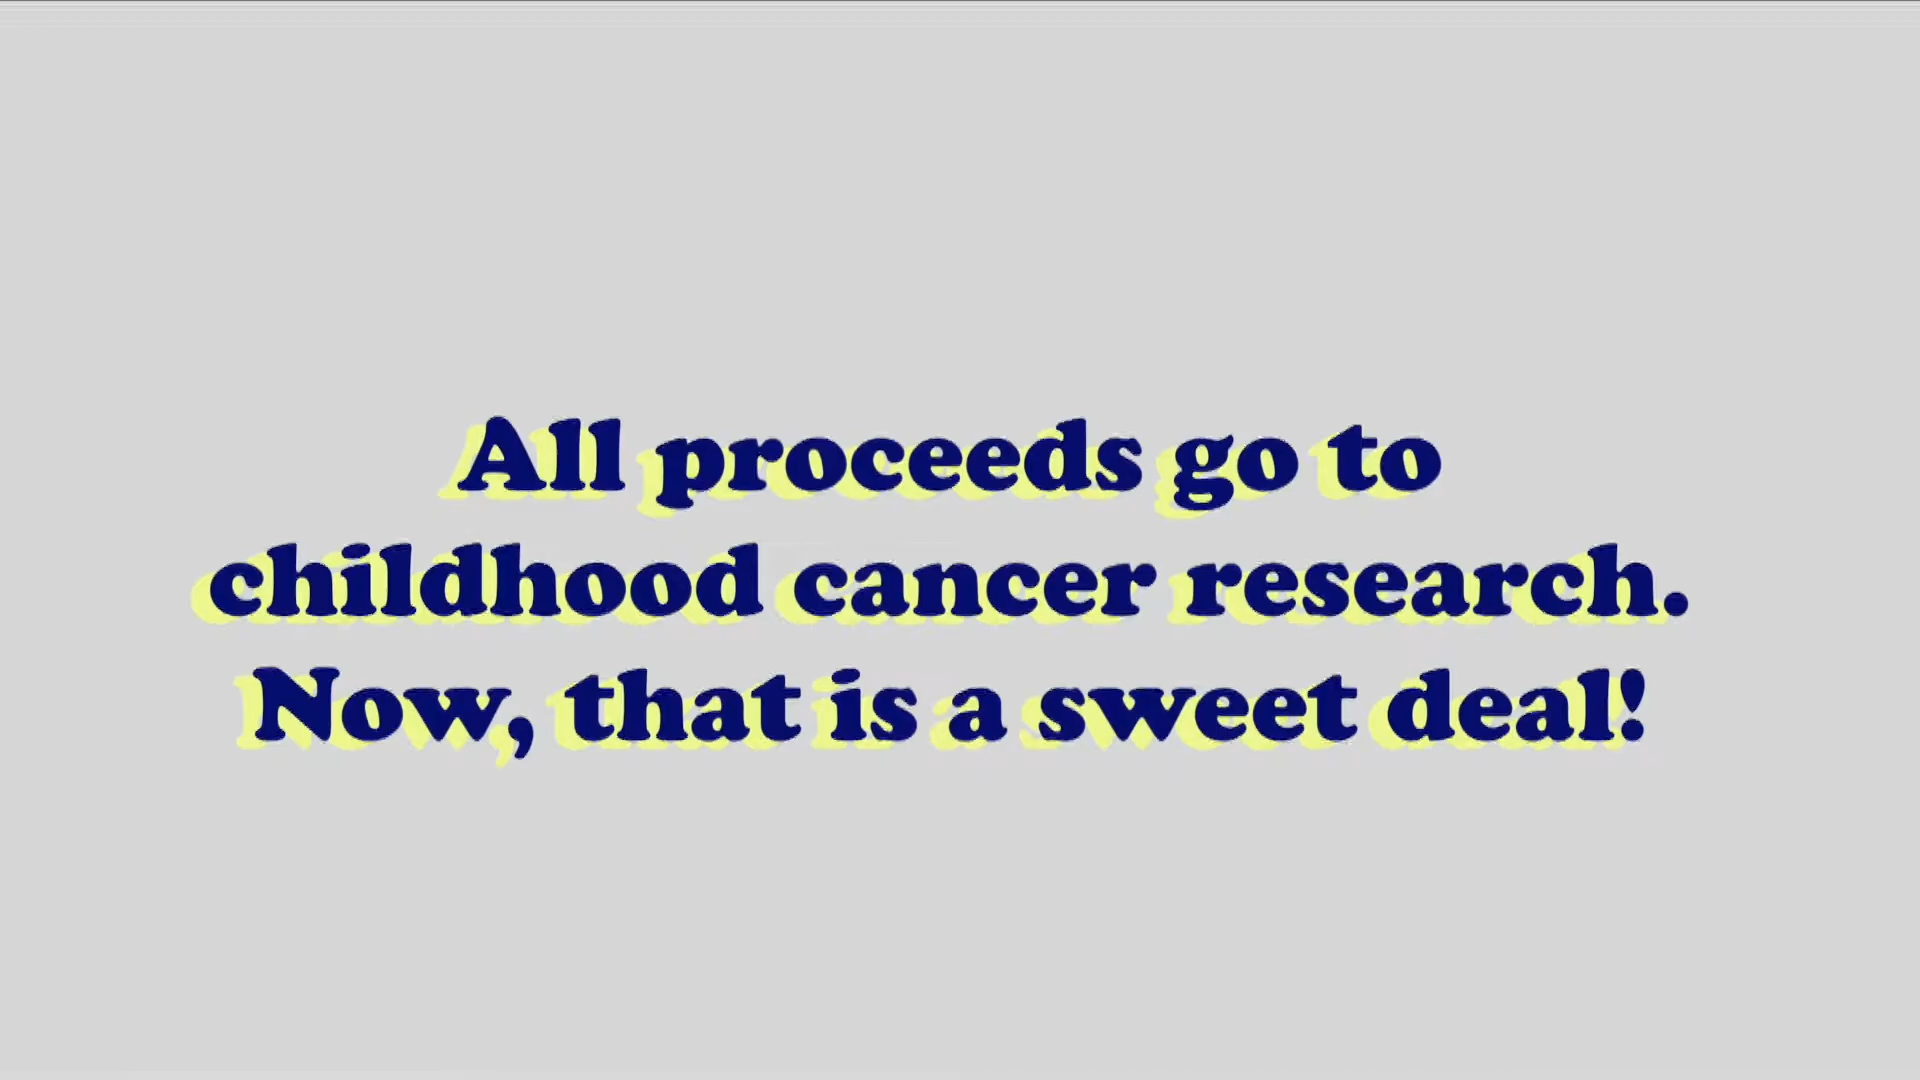 All proceeds go to
childhood cancer research.
Now, that is a sweet deal!